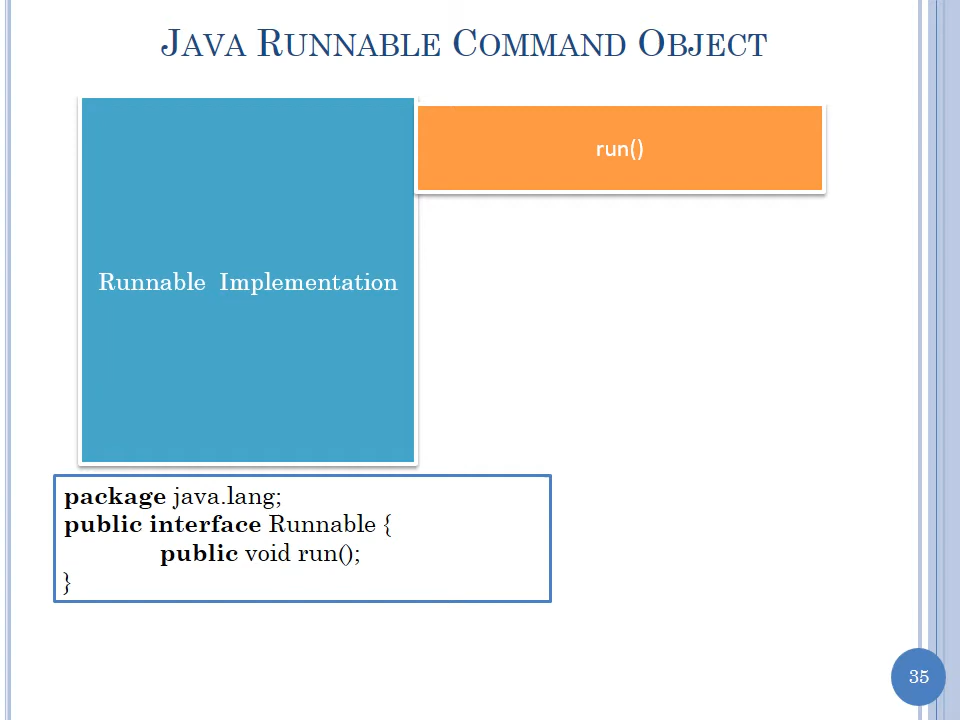 JAVA RUNNABLE COMMAND OBJECT
run()
Runnable Implementation
package java.lang;
public interface Runnable {
public void run();
}
35